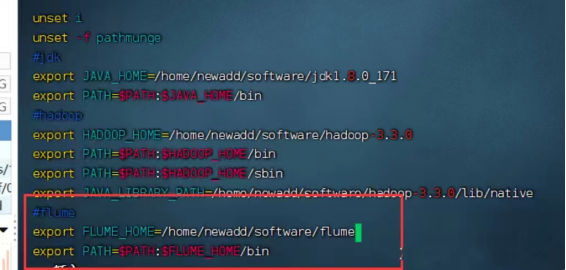 unset i
unset -f pathmunge
#jdk
export JAVA_HOME=/home/newadd/software/jdk1.8.0_171
export PATH=$PATH:$JAVA_HOME/bin
#hadoop
export HADOOP_HOME=/home/newadd/software/hadoop-3.3.0
export PATH=$PATH:$HADOOP_HOME/bin
export PATH=$PATH:$HADOOP_HOME/sbin
export JAVA_LIBRARY_PATH=/home/newadd/software/hadoop-3.3.0/lib/native
#flume
export FLUME_HOME=/home/newadd/software/flume
export PATH=$PATH:$FLUME_HOME/bin